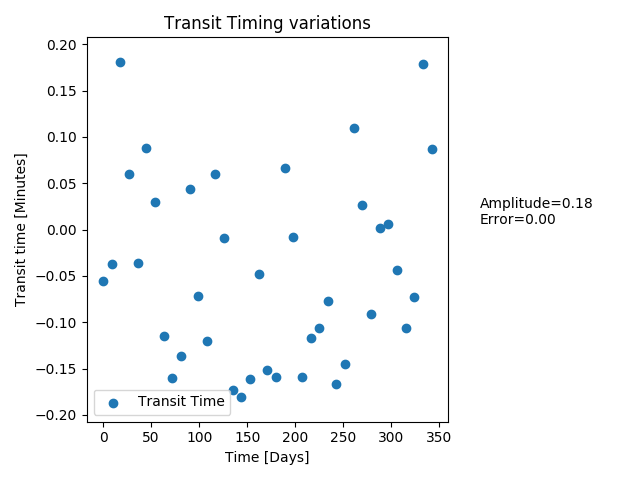 Transit Timing variations
Transit time [Minutes]
0.20
0.15
0.10
0.05
0.00
−0.05
−0.10
−0.15
−0.20
Amplitude=0.18
Error=0.00
Transit Time
0 50 100 150 200 250 300 350
Time [Days]